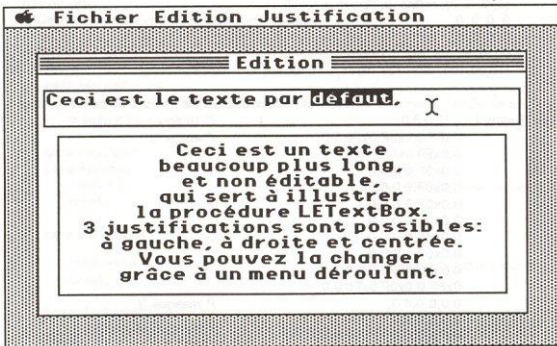 Fichier Edition Justification
Edition
Ceci est le texte par défaut.
Ceci est un texte
beaucoup plus long,
et non éditable,
qui sert à illustrer
la procédure LETextBox.
3 justifications sont possibles:
à gauche, à droite et centrée.
Vous pouvez la changer
grâce à un menu déroulant.